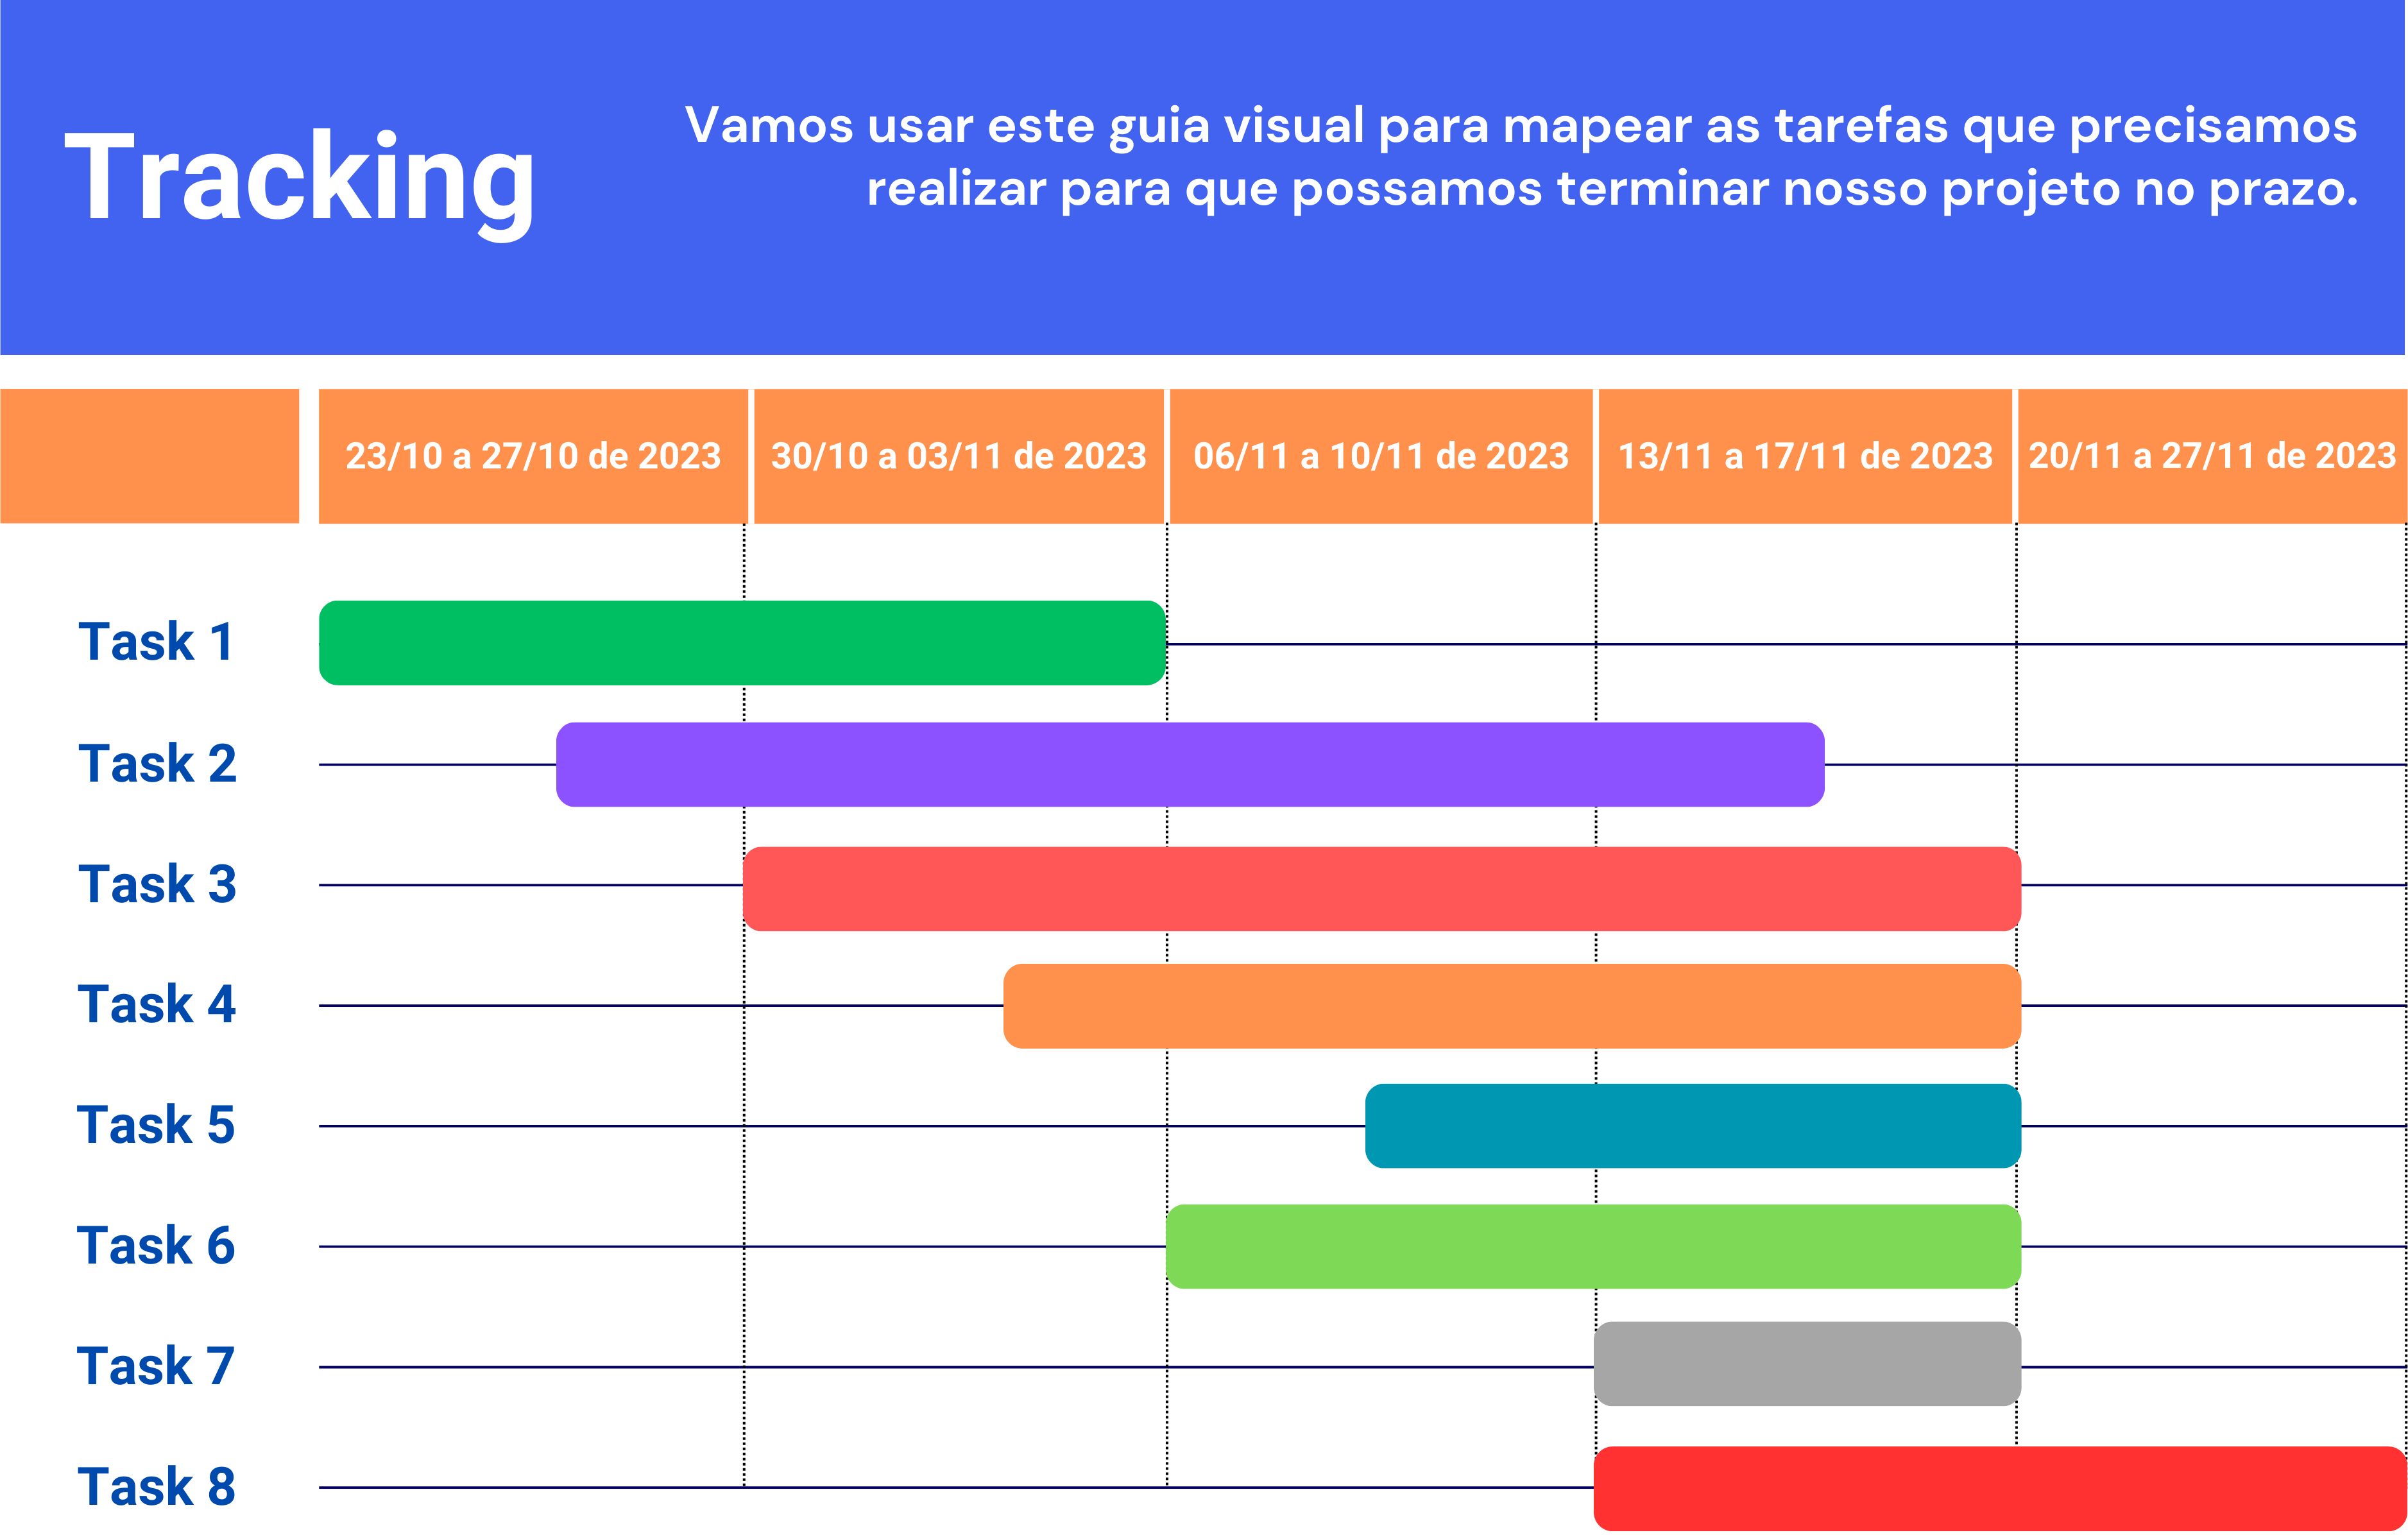 Tracking
Vamos usar este guia visual para mapear as tarefas que precisamos
realizar para que possamos terminar nosso projeto no prazo.
23/10 a 27/10 de 2023
30/10 a 03/11 de 2023
06/11 a 10/11 de 2023
13/11 a 17/11 de 2023
20/11 a 27/11 de 2023
Task 1
Task 2
Task 3
Task 4
Task 5
Task 6
Task 7
Task 8